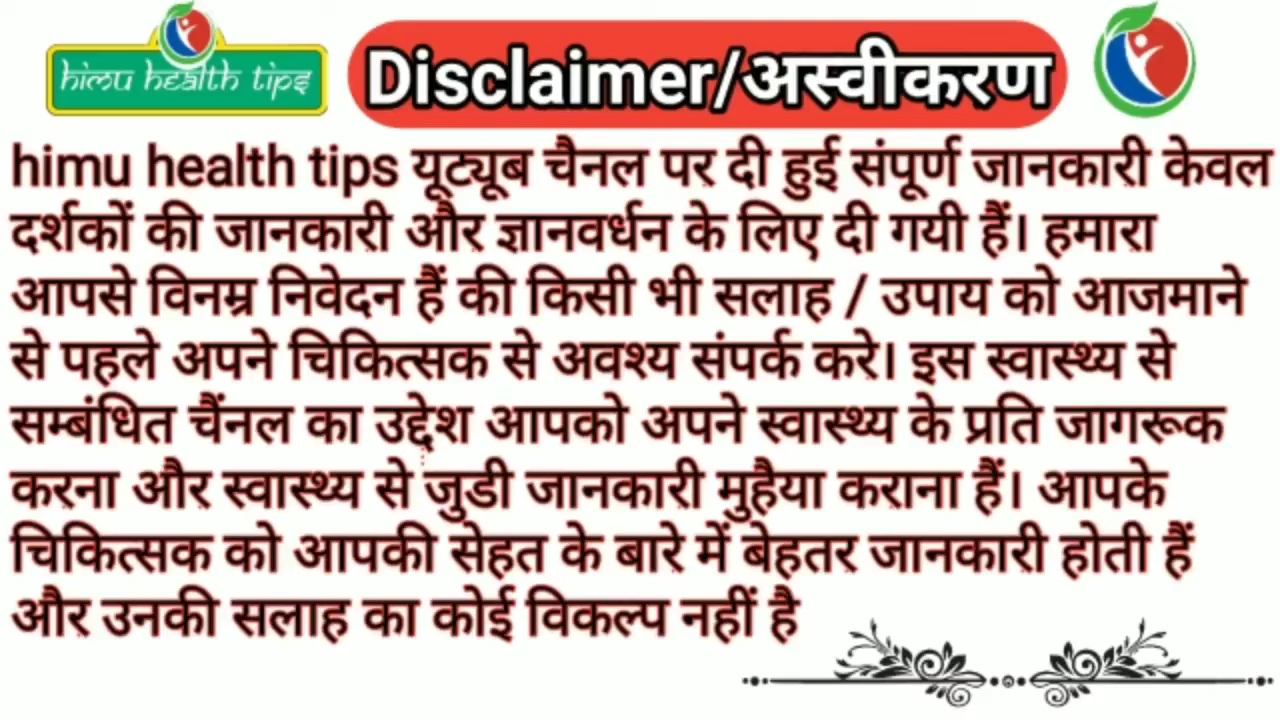 himu health tips
Disclaimer/अस्वीकरण
himu health tips यूट्यूब चैनल पर दी हुई संपूर्ण जानकारी केवल
दर्शकों की जानकारी और ज्ञानवर्धन के लिए दी गयी हैं। हमारा
आपसे विनम्र निवेदन हैं की किसी भी सलाह / उपाय को आजमाने
से पहले अपने चिकित्सक से अवश्य संपर्क करे। इस स्वास्थ्य से
सम्बंधित चैंनल का उद्देश आपको अपने स्वास्थ्य के प्रति जागरूक
करना और स्वास्थ्य से जुडी जानकारी मुहैया कराना हैं। आपके
चिकित्सक को आपकी सेहत के बारे में बेहतर जानकारी होती हैं
और उनकी सलाह का कोई विकल्प नहीं है